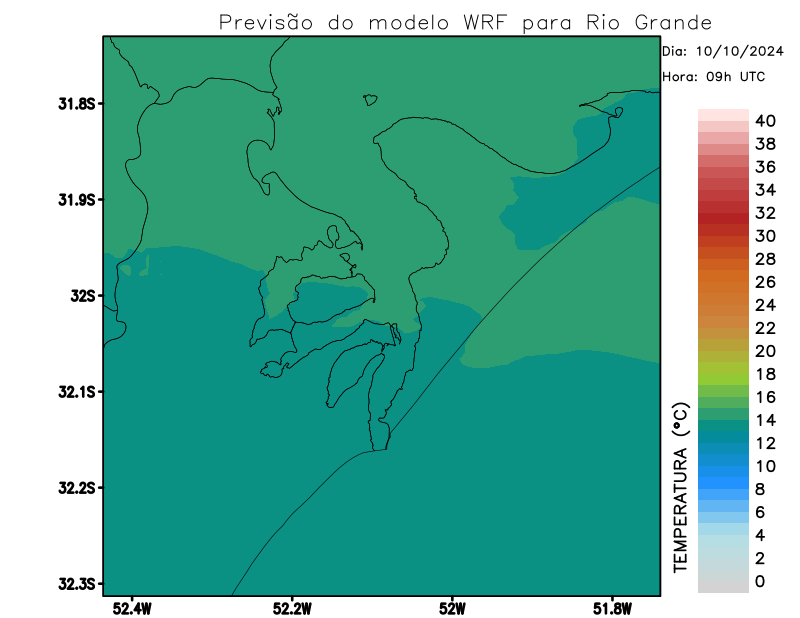 Previsão do modelo WRF para Rio Grande
Dia: 10/10/2024
Hora: 09h UTC
31.8S
31.9S
32S
32.1S
32.2S
32.3S
52.4W
52.2W
52W
51.8W
TEMPERATURA (°C)
40
38
36
34
32
30
28
26
24
22
20
18
16
14
12
10
8
6
4
2
0